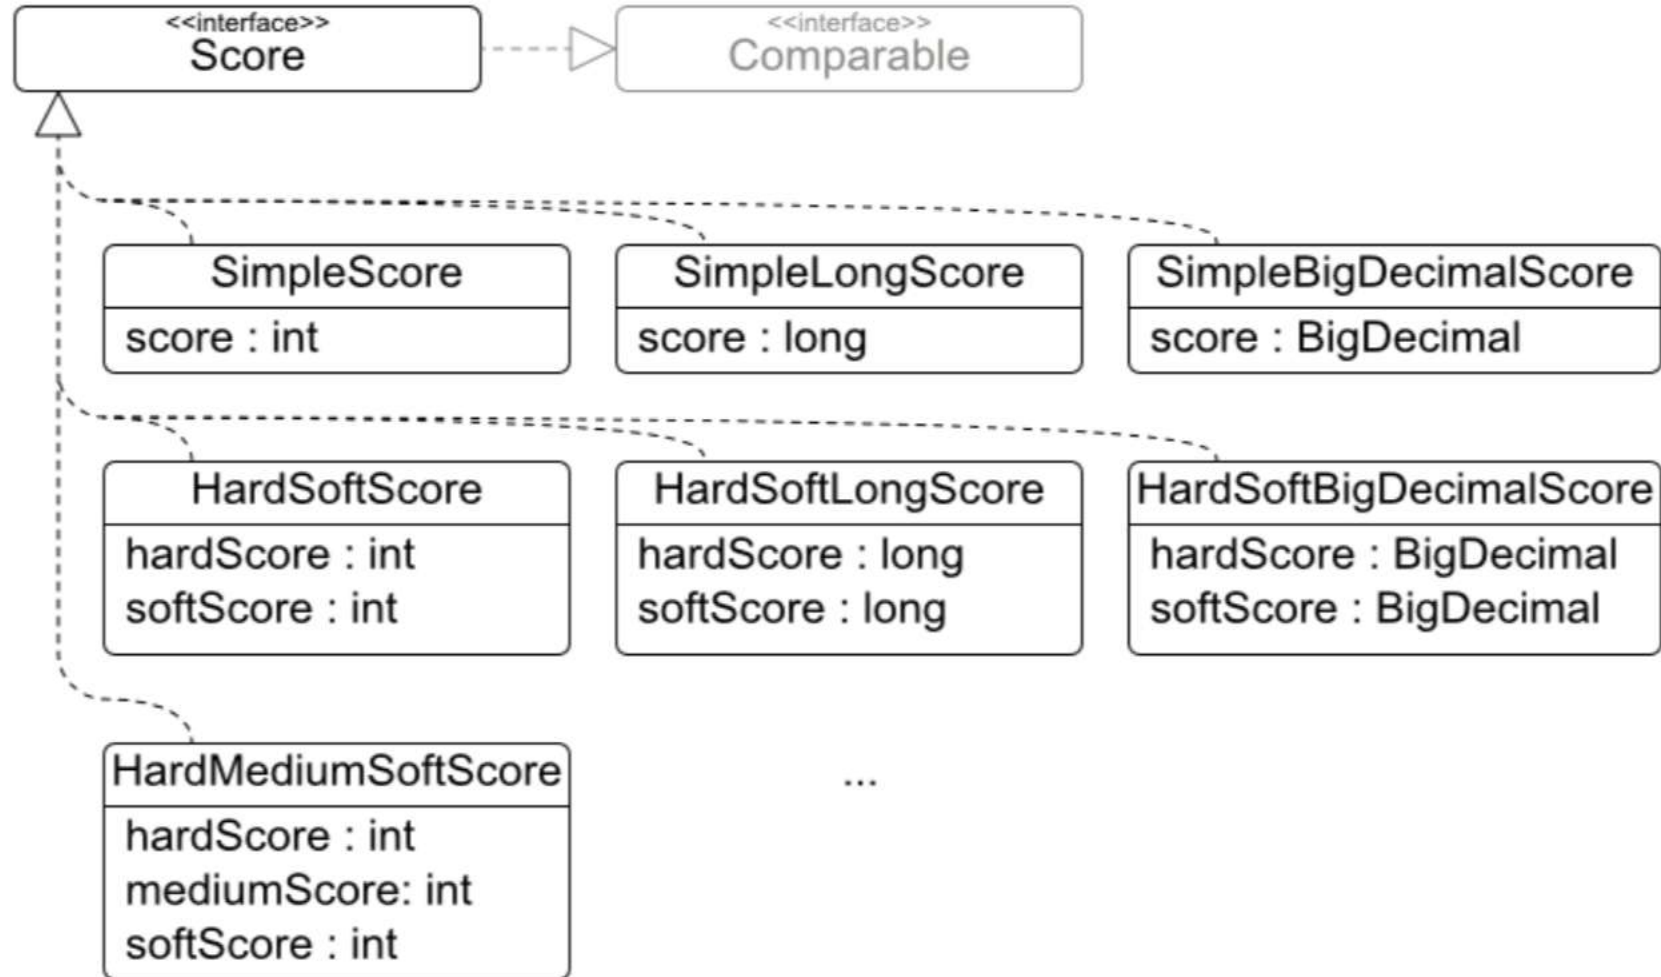 <<interface>>
Score
<<interface>>
Comparable
SimpleScore
score : int
SimpleLongScore
score : long
SimpleBigDecimalScore
score : BigDecimal
HardSoftScore
hardScore : int
softScore : int
HardSoftLongScore
hardScore : long
softScore : long
HardSoftBigDecimalScore
hardScore : BigDecimal
softScore : BigDecimal
HardMediumSoftScore
hardScore : int
mediumScore: int
softScore : int
...